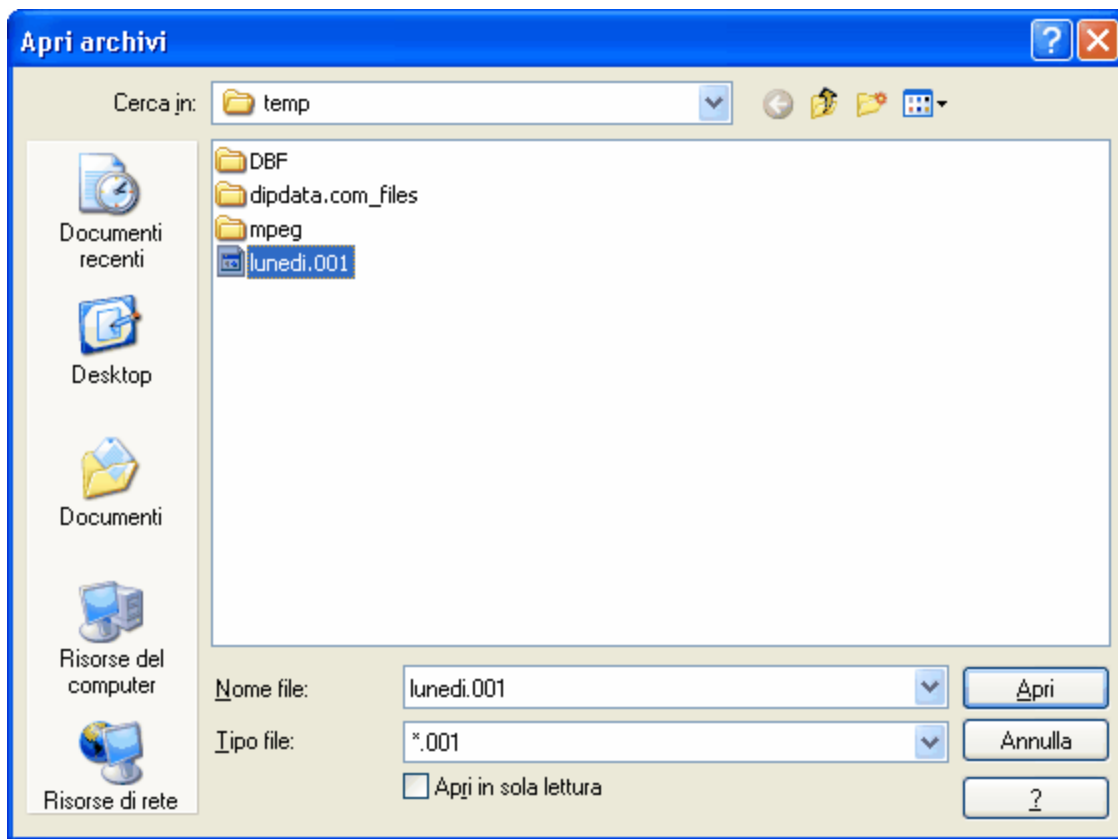 Apri archivi
Cerca in: temp
DBF
dipdata.com_files
mpeg
lunedi.001
Documenti
recenti
Desktop
Documenti
Risorse del
computer
Risorse di rete
Nome file: lunedi.001 Apri
Tipo file: *.001 Annulla
Apri in sola lettura ?